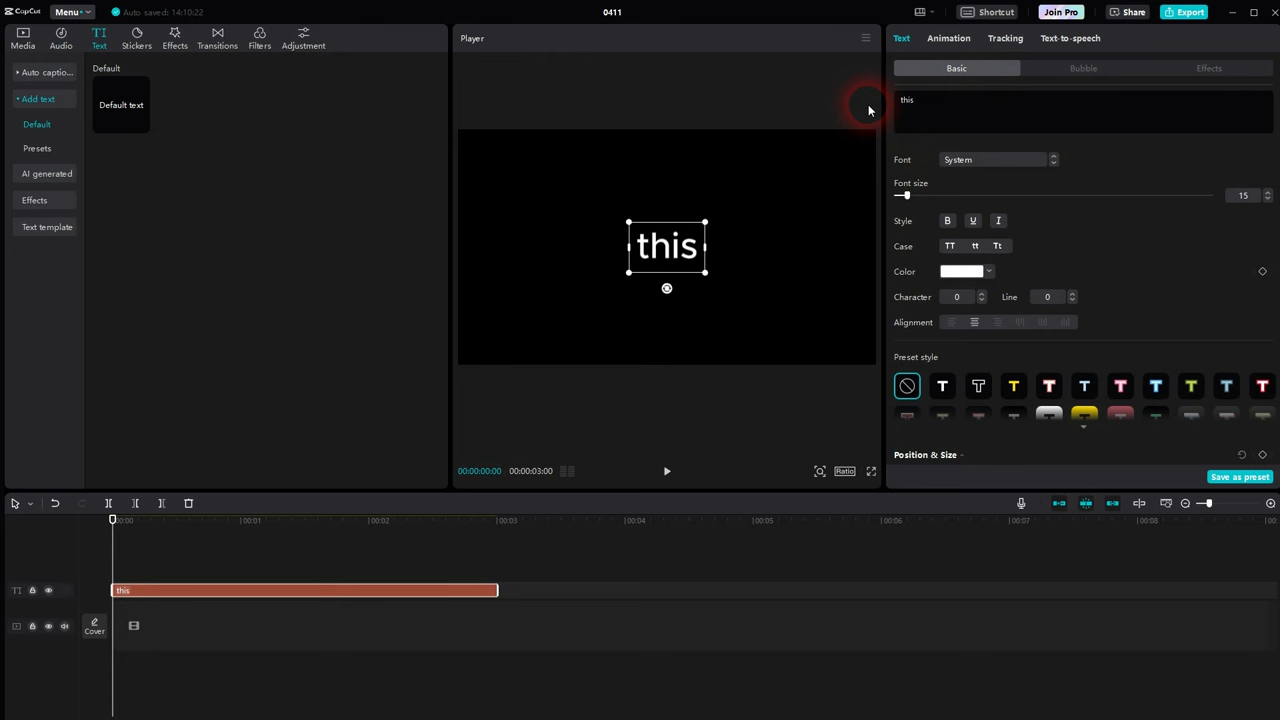 CapCut
Menu
Auto saved: 14:10:22
0411
Shortcut
Join Pro
Share
Export
Media
Audio
TI
Text
Stickers
Effects
Transitions
Filters
Adjustment
Auto captio...
Add text
Default
Presets
AI generated
Effects
Text template
Default
Default text
Player
this
00:00:00:00
00:00:03:00
Ratio
Text
Animation
Tracking
Text-to-speech
Basic
Bubble
Effects
this
Font
System
Font size
15
Style
B
U
I
Case
TT
tt
Tt
Color
Character
0
Line
0
Alignment
Preset style
T T T T T T T T T T
Position & Size
Save as preset
00:00
00:01
00:02
00:03
00:04
00:05
00:06
00:07
00:08
00:
TI
this
Cover